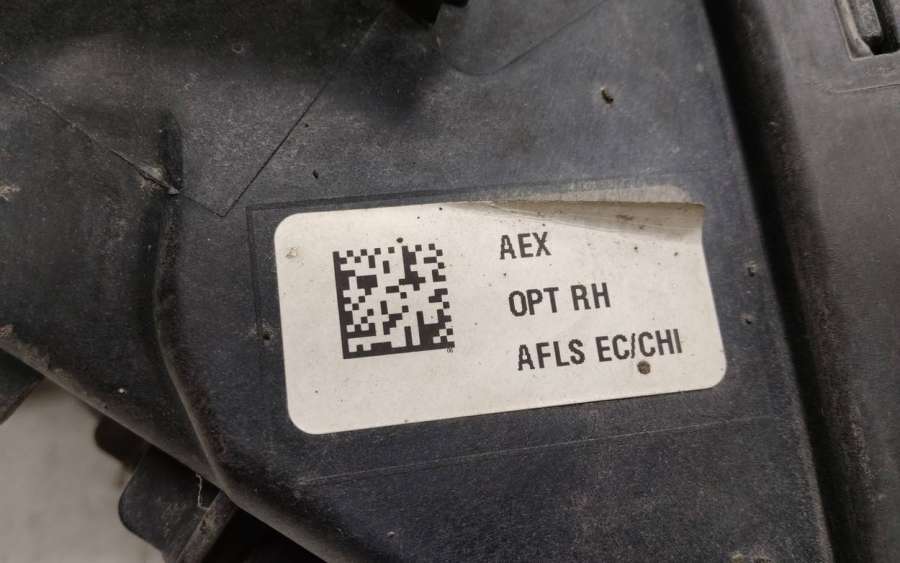 AEX
OPT RH
AFLS EC/CHI